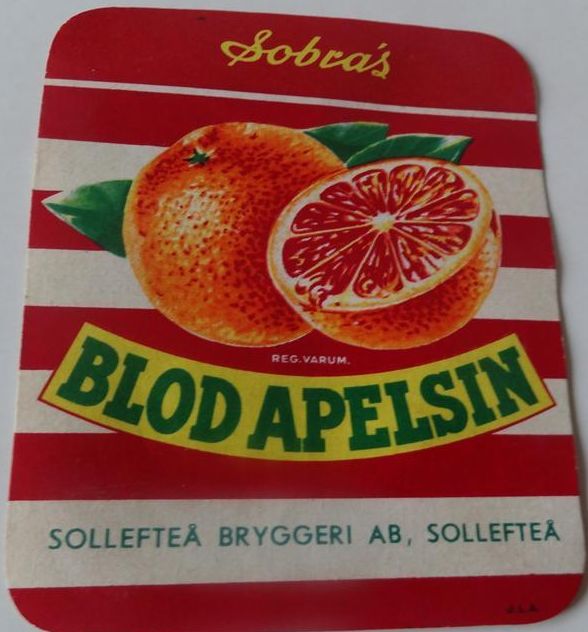 Sobra's
REG. VARUM.
BLOD APELSIN
SOLLEFTEÅ BRYGGERI AB, SOLLEFTEÅ